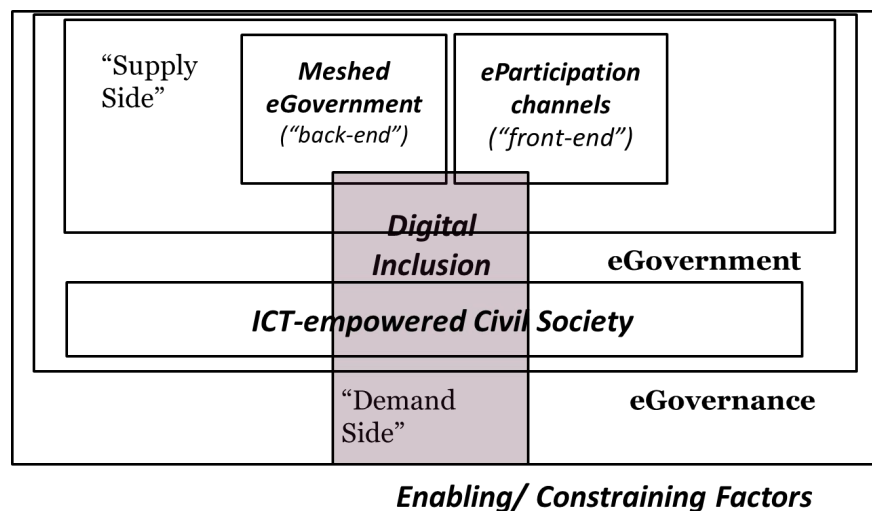 “Supply
Side”
Meshed
eGovernment
(“back-end”)
eParticipation
channels
(“front-end”)
Digital
Inclusion
eGovernment
ICT-empowered Civil Society
“Demand
Side”
eGovernance
Enabling/ Constraining Factors